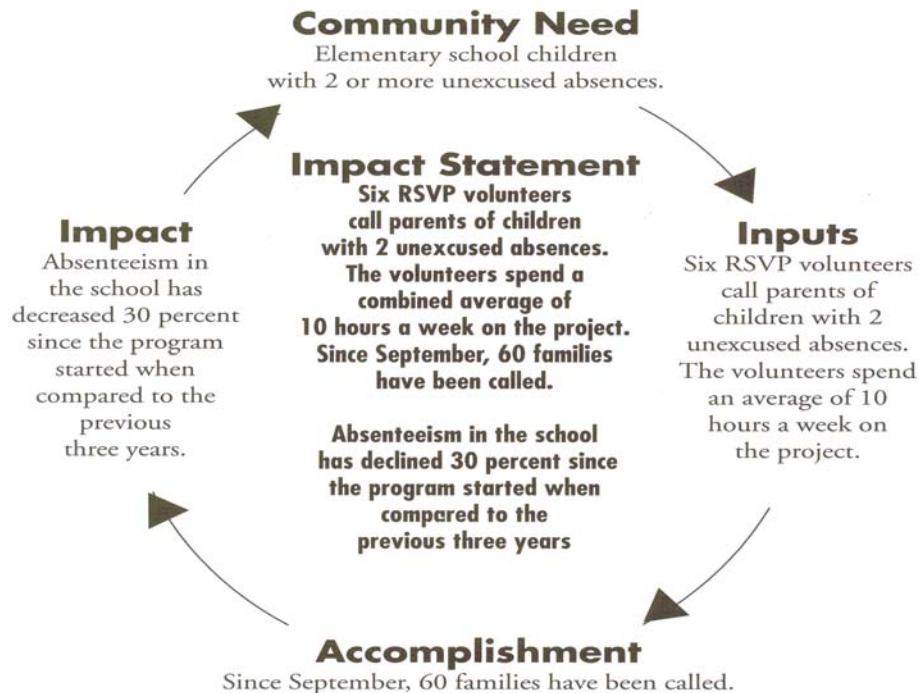 Community Need
Elementary school children
with 2 or more unexcused absences.
Impact Statement
Six RSVP volunteers
call parents of children
with 2 unexcused absences.
The volunteers spend a
combined average of
10 hours a week on the project.
Since September, 60 families
have been called.
Absenteeism in the school
has declined 30 percent since
the program started when
compared to the
previous three years
Inputs
Six RSVP volunteers
call parents of
children with 2
unexcused absences.
The volunteers spend
an average of 10
hours a week on
the project.
Accomplishment
Since September, 60 families have been called.
Impact
Absenteeism in
the school has
decreased 30 percent
since the program
started when
compared to the
previous
three years.